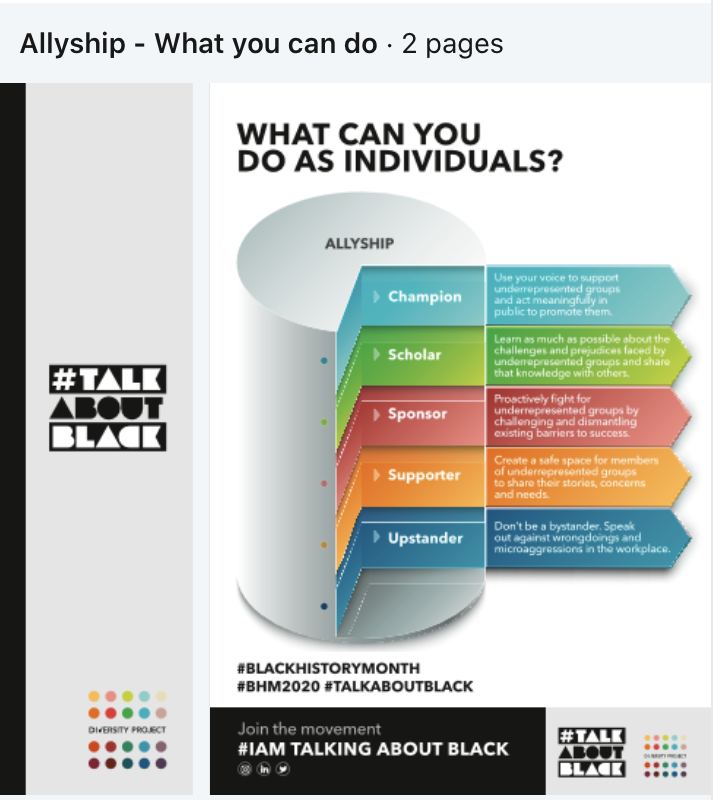 Allyship - What you can do · 2 pages
#TALK
ABOUT
BLACK
DIVERSITY PROJECT
WHAT CAN YOU
DO AS INDIVIDUALS?
ALLYSHIP
Champion
Use your voice to support
underrepresented groups
and act meaningfully in
public to promote them.
Scholar
Learn as much as possible about the
challenges and prejudices faced by
underrepresented groups and share
that knowledge with others.
Sponsor
Proactively fight for
underrepresented groups by
challenging and dismantling
existing barriers to success.
Supporter
Create a safe space for members
of underrepresented groups
to share their stories, concerns
and needs.
Upstander
Don't be a bystander. Speak
out against wrongdoings and
microaggressions in the workplace.
#BLACKHISTORYMONTH
#BHM2020 #TALKABOUTBLACK
Join the movement
#IAM TALKING ABOUT BLACK
#TALK
ABOUT
BLACK
DIVERSITY PROJECT